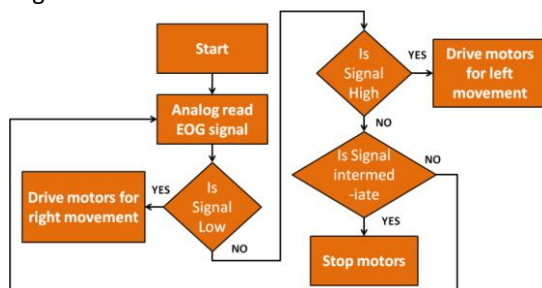 Start
Analog read
EOG signal
Is
Signal
Low
YES
Drive motors for
right movement
NO
Is
Signal
High
YES
Drive motors
for left
movement
NO
Is Signal
intermed
-iate
NO
YES
Stop motors